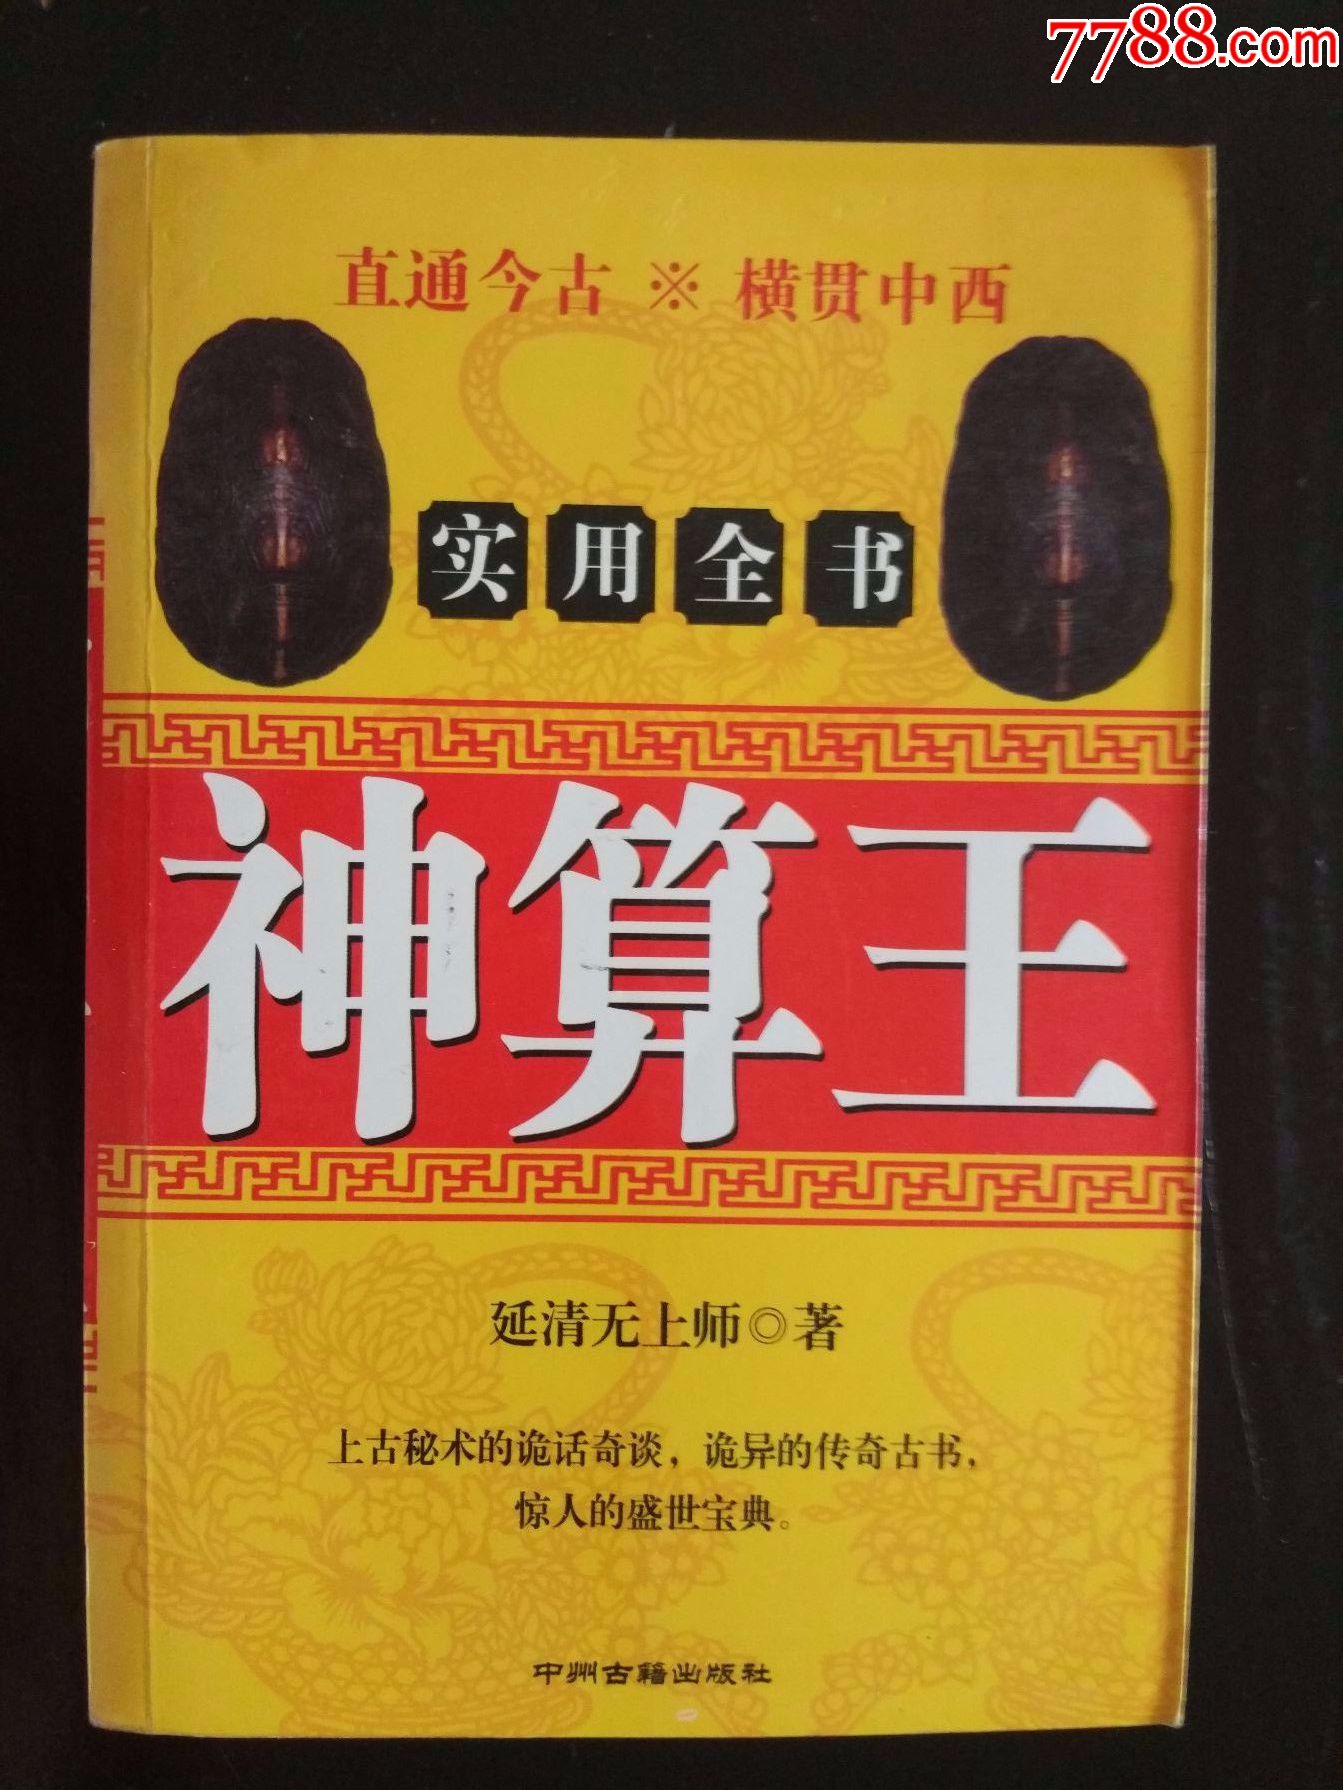 7788.com
直通今古 ※ 横贯中西
实用全书
神算王
延清无上师◎著
上古秘术的诡话奇谈，诡异的传奇古书，
惊人的盛世宝典。
中州古籍出版社